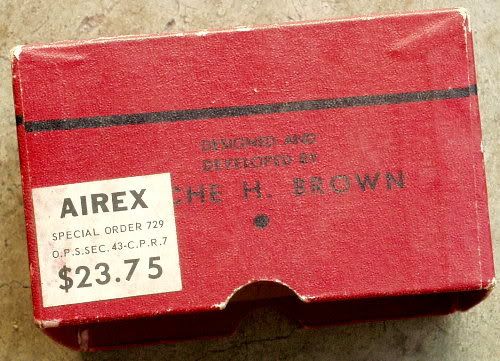 DESIGNED AND
DEVELOPED BY
CHE H. BROWN
AIREX
SPECIAL ORDER 729
O.P.S.SEC.43-C.P.R.7
$23.75